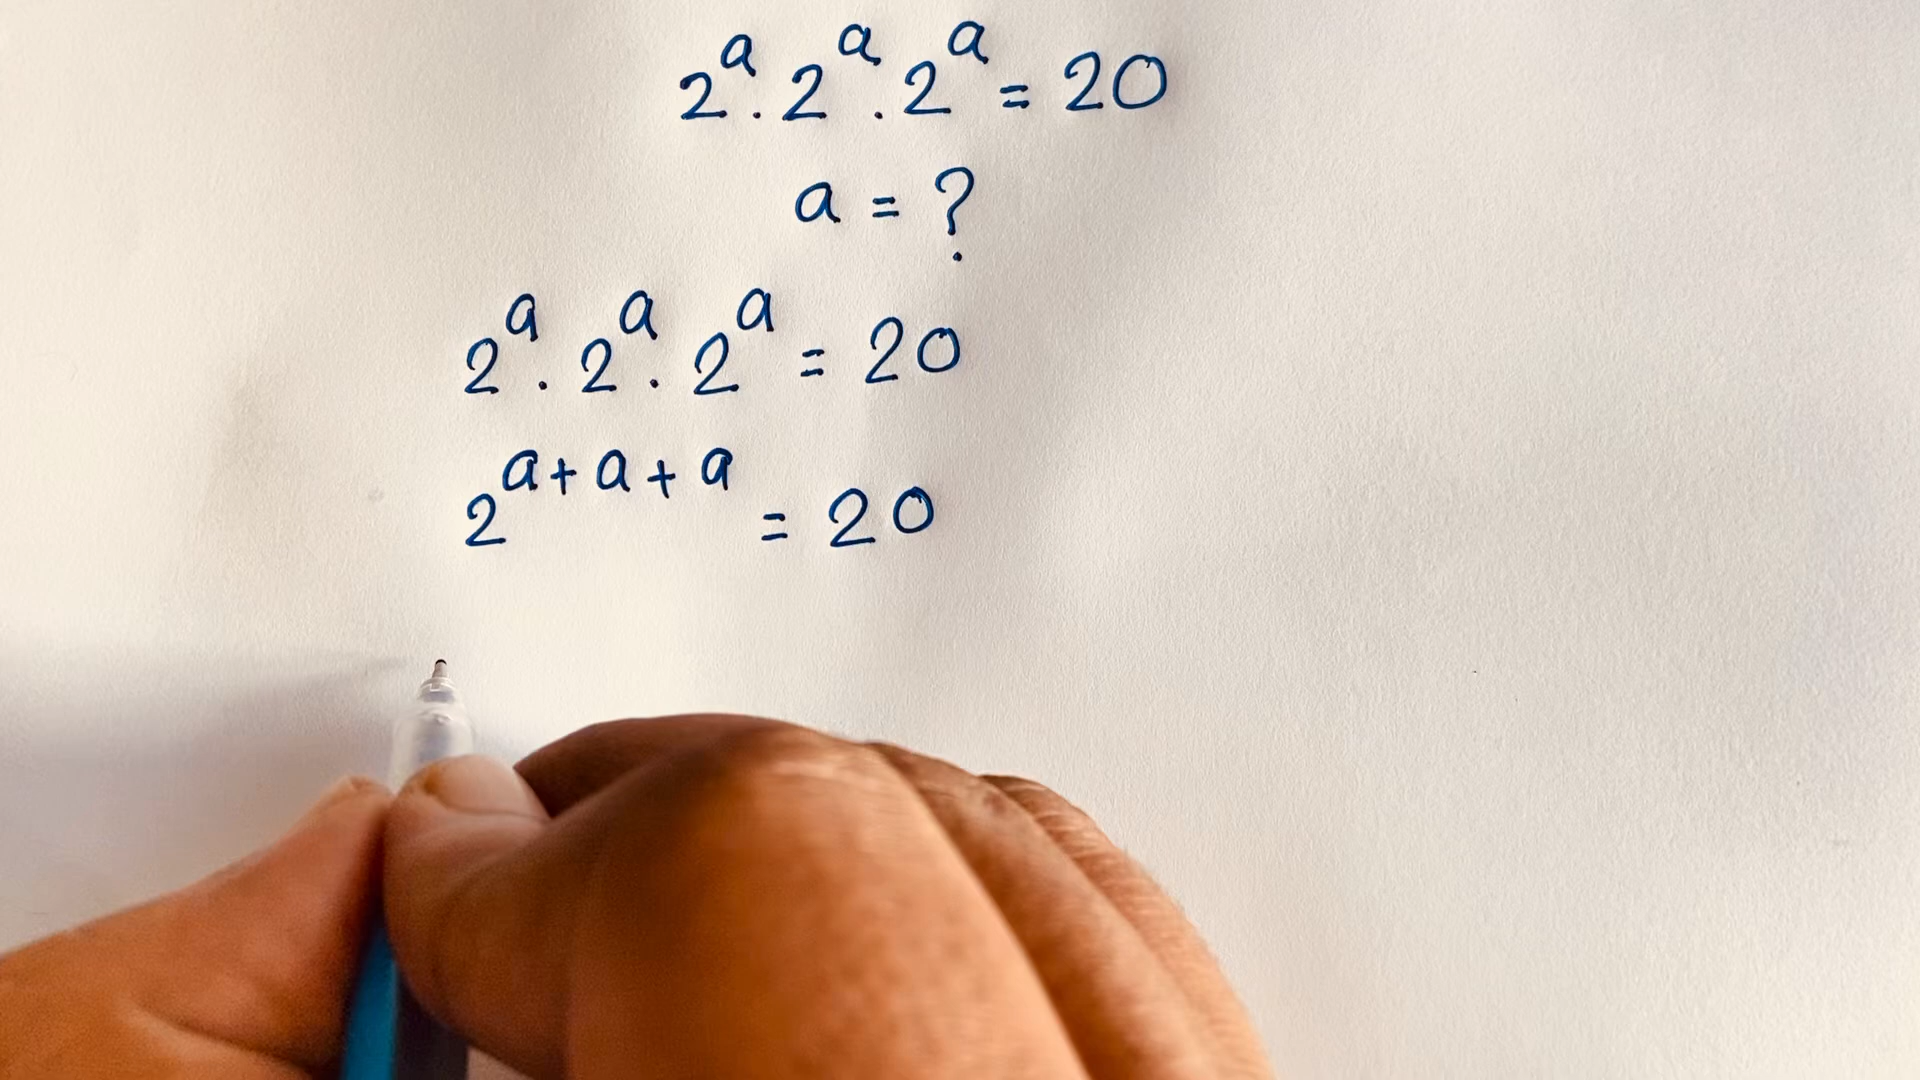 2^a . 2^a . 2^a = 20
a = ?
2^a . 2^a . 2^a = 20
2^{a+a+a} = 20